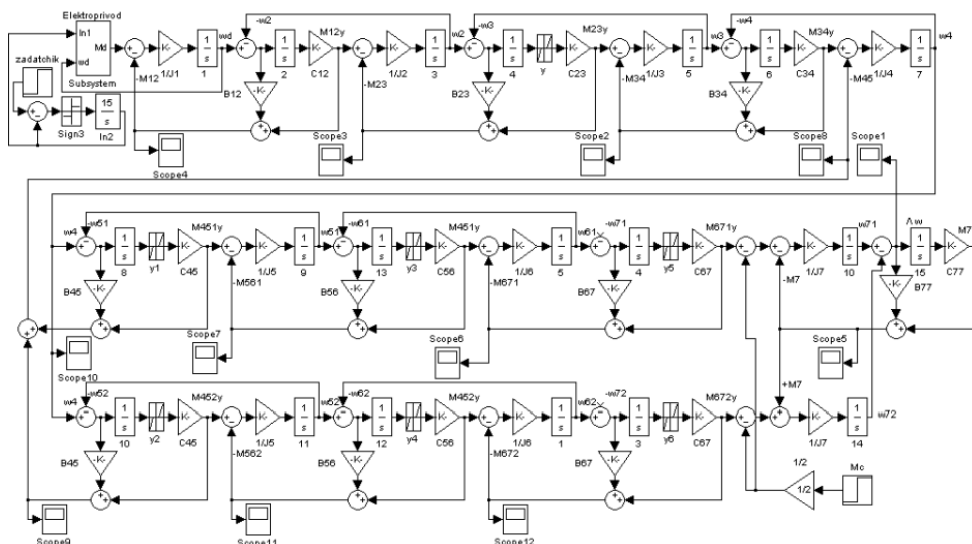 Elektroprivod
In1
Md
wd
Subsystem
zadatchik
Sign3
15
s
In2
-M12
K-
1/J1
1
s
1
wd
-w2
1
s
2
M12y
K-
C12
-K-
B12
Scope4
-M23
K-
1/J2
1
s
3
w2
-w3
1
s
4
y
M23y
K-
C23
-K-
B23
Scope3
-M34
K-
1/J3
1
s
5
w3
-w4
1
s
6
M34y
K-
C34
-K-
B34
Scope2
-M45
K-
1/J4
1
s
7
w4
Scope8
Scope1
w4
-w51
1
s
8
y1
M451y
K-
C45
-K-
B45
Scope10
-M561
K-
1/J5
1
s
9
w51
-w61
1
s
13
y3
M451y
K-
C56
-K-
B56
Scope7
-M671
K-
1/J6
1
s
5
w61
-w71
1
s
4
y5
M671y
K-
C67
-K-
B67
Scope6
-M7
K-
1/J7
1
s
10
w71
/\ w
1
s
15
M7
K-
C77
-K-
B77
Scope5
w4
-w52
1
s
10
y2
M452y
K-
C45
-K-
B45
Scope9
-M562
K-
1/J5
1
s
11
w52
-w62
1
s
12
y4
M452y
K-
C56
-K-
B56
Scope11
-M672
K-
1/J6
1
s
1
w62
-w72
1
s
3
y6
M672y
K-
C67
-K-
B67
Scope12
+M7
K-
1/J7
1
s
14
w72
1/2
1/2
Mc